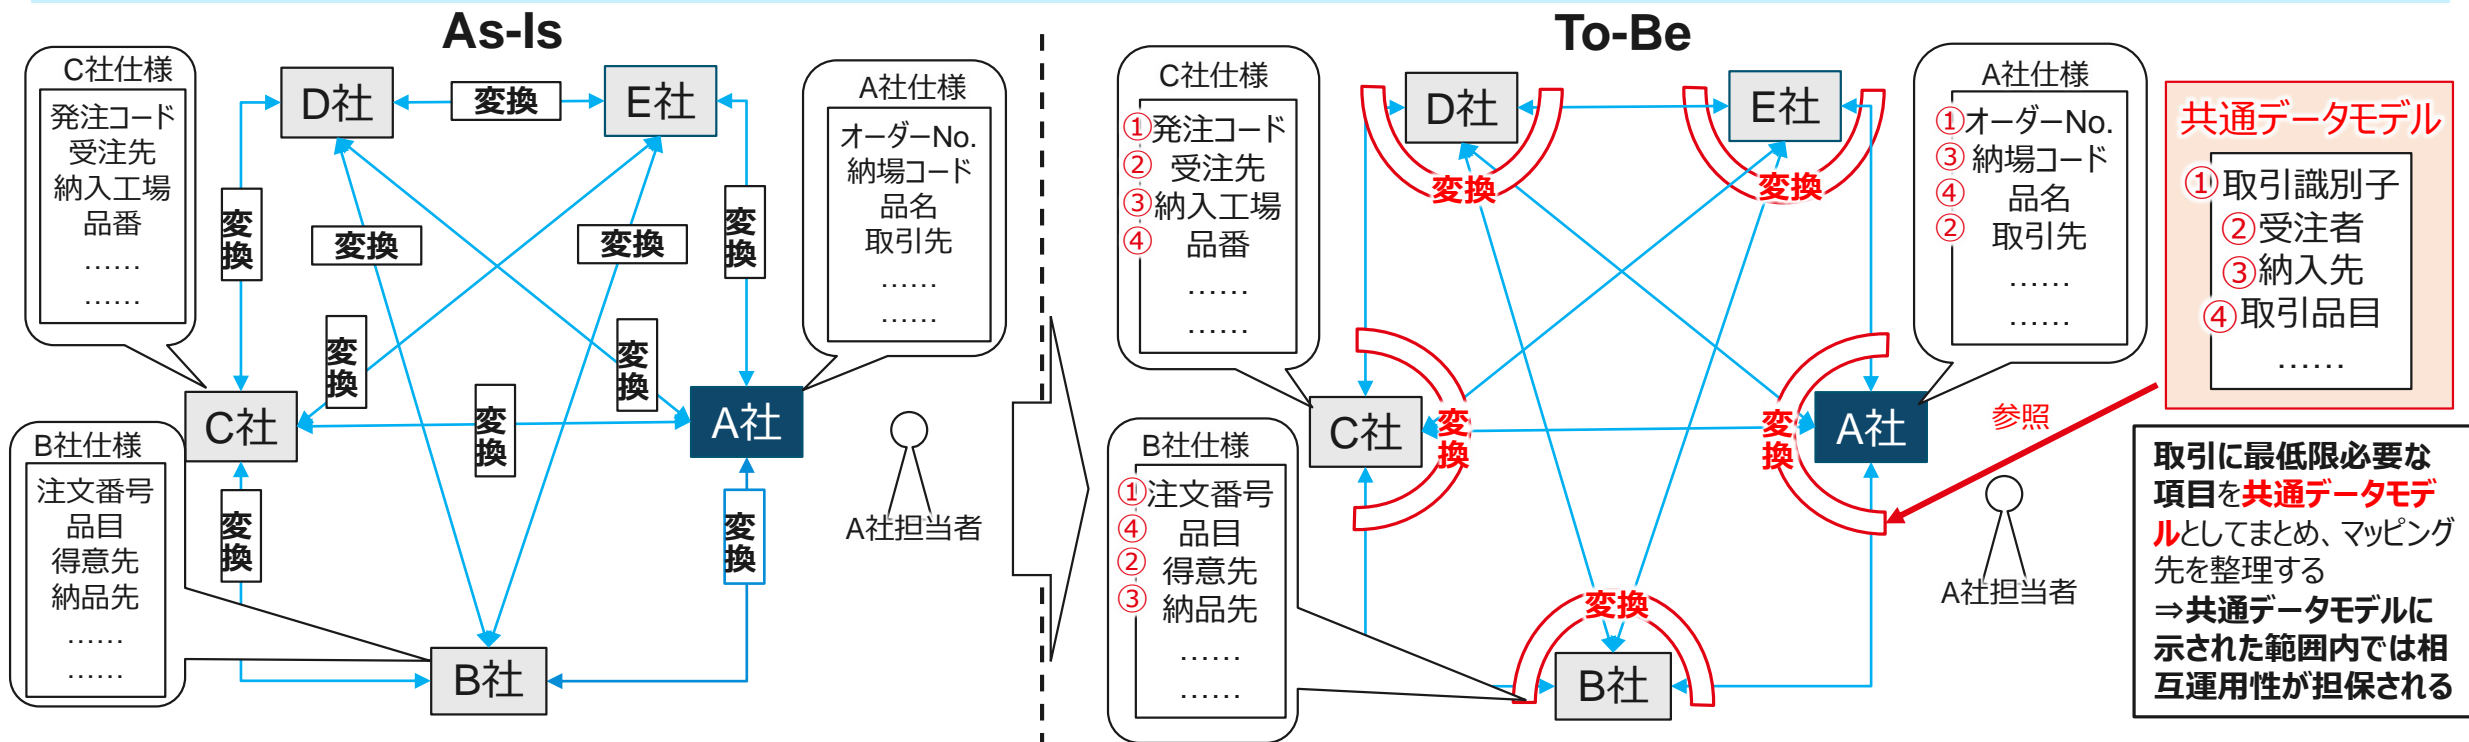 As-Is
C社仕様
発注コード
受注先
納入工場
品番
……
……
D社
変換
E社
A社仕様
オーダーNo.
納場コード
品名
取引先
……
……
変換
変換
変換
変換
変換
変換
変換
C社
A社
B社仕様
注文番号
品目
得意先
納品先
……
……
変換
変換
A社担当者
B社
To-Be
C社仕様
①発注コード
②受注先
③納入工場
④品番
……
……
D社
変換
E社
変換
A社仕様
①オーダーNo.
③納場コード
④品名
②取引先
……
……
共通データモデル
①取引識別子
②受注者
③納入先
④取引品目
……
C社
変換
変換
A社
参照
B社仕様
①注文番号
④品目
②得意先
③納品先
……
……
変換
B社
A社担当者
取引に最低限必要な
項目を共通データモデ
ルとしてまとめ、マッピング
先を整理する
⇒共通データモデルに
示された範囲内では相
互運用性が担保される